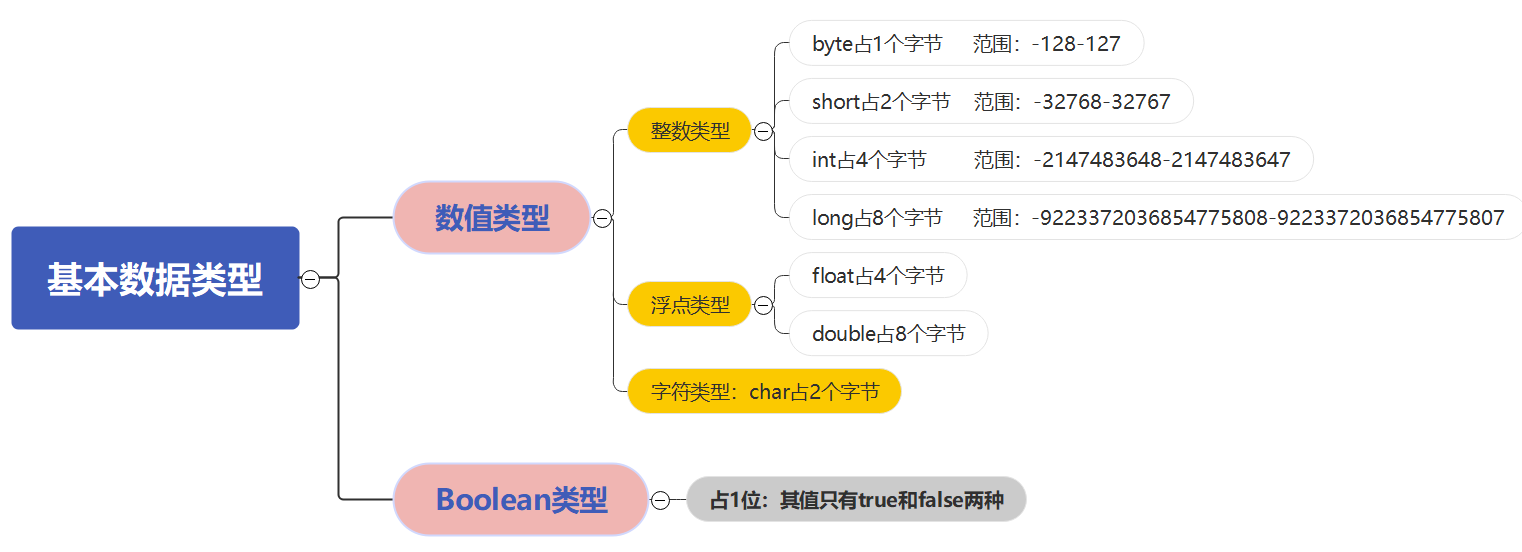 基本数据类型
数值类型
整数类型
byte占1个字节 范围：-128-127
short占2个字节 范围：-32768-32767
int占4个字节 范围：-2147483648-2147483647
long占8个字节 范围：-9223372036854775808-9223372036854775807
浮点类型
float占4个字节
double占8个字节
字符类型：char占2个字节
Boolean类型
占1位：其值只有true和false两种